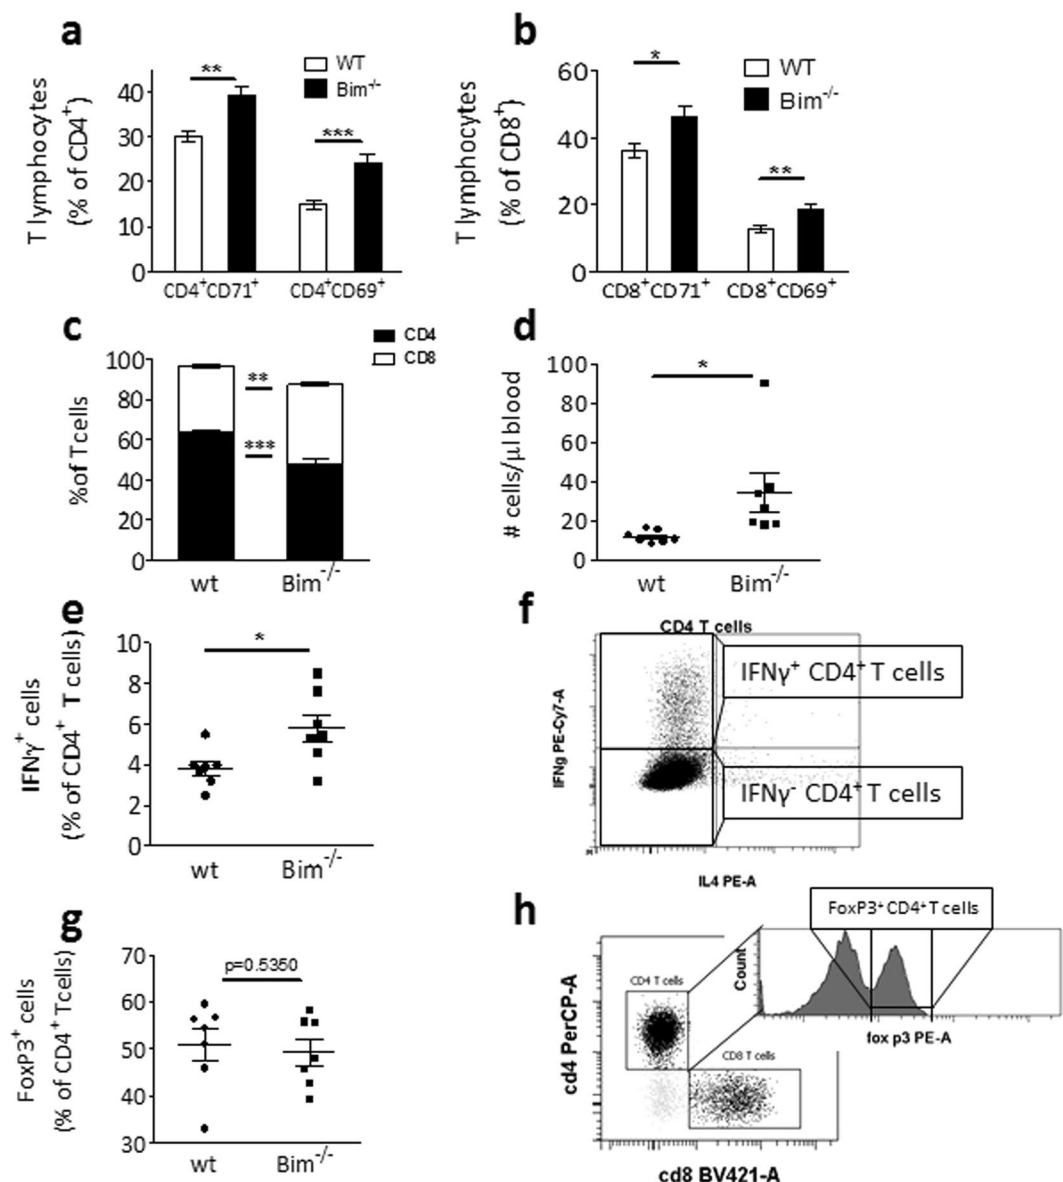 a
T lymphocytes
(% of CD4⁺)
40
30
20
10
0
**
***
WT
Bim⁻/⁻
CD4⁺CD71⁺
CD4⁺CD69⁺
b
T lymphocytes
(% of CD8⁺)
60
40
20
0
*
**
WT
Bim⁻/⁻
CD8⁺CD71⁺
CD8⁺CD69⁺
c
CD4
CD8
%of Tcells
100
80
60
40
20
0
**
***
wt
Bim⁻/⁻
d
# cells/µl blood
100
80
60
40
20
0
*
wt
Bim⁻/⁻
e
IFNγ⁺ cells
(% of CD4⁺ T cells)
10
8
6
4
2
0
*
wt
Bim⁻/⁻
f
CD4 T cells
IFNg PE-Cy7-A
IFNγ⁺ CD4⁺ T cells
IFNγ⁻ CD4⁺ T cells
IL4 PE-A
g
FoxP3⁺ cells
(% of CD4⁺ Tcells)
70
60
50
40
30
p=0.5350
wt
Bim⁻/⁻
h
FoxP3⁺ CD4⁺ T cells
Count
fox p3 PE-A
cd4 PerCP-A
CD4 T cells
CD8 T cells
cd8 BV421-A